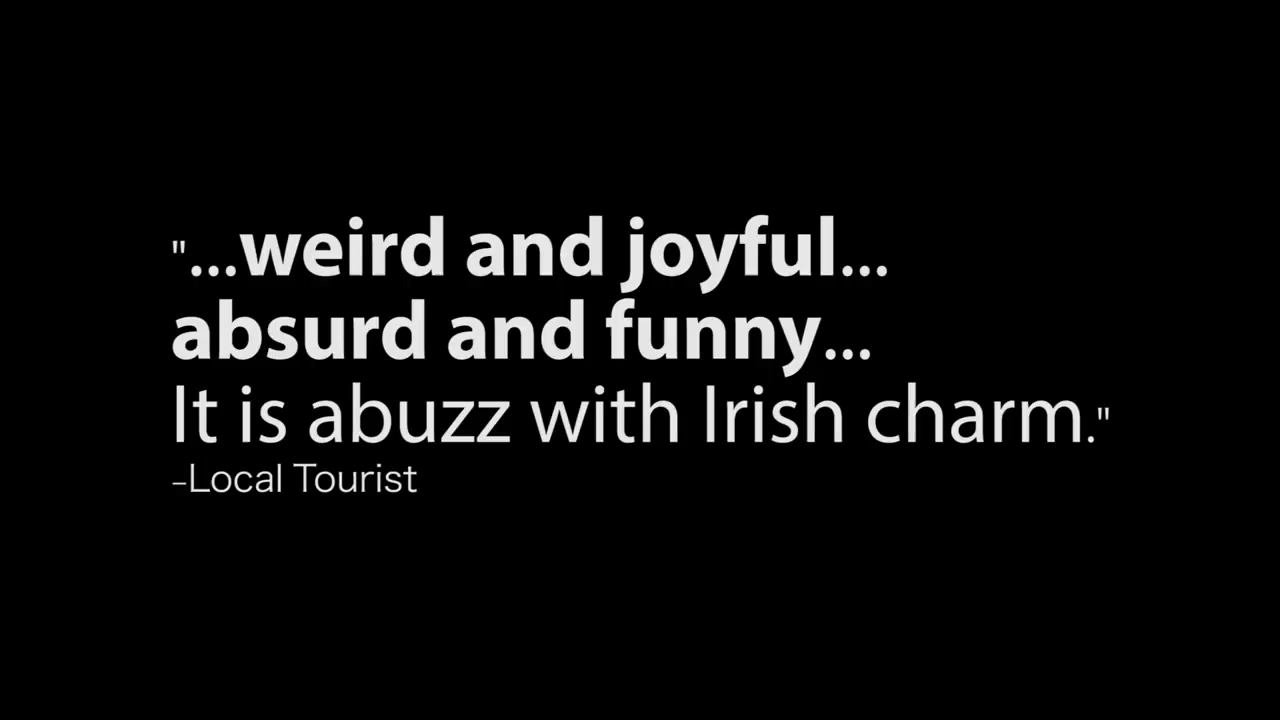 "...weird and joyful...
absurd and funny...
It is abuzz with Irish charm."
–Local Tourist